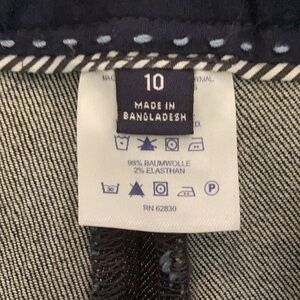 10
MADE IN
BANGLADESH
98% BAUMWOLLE
2% ELASTHAN
P
RN 62830